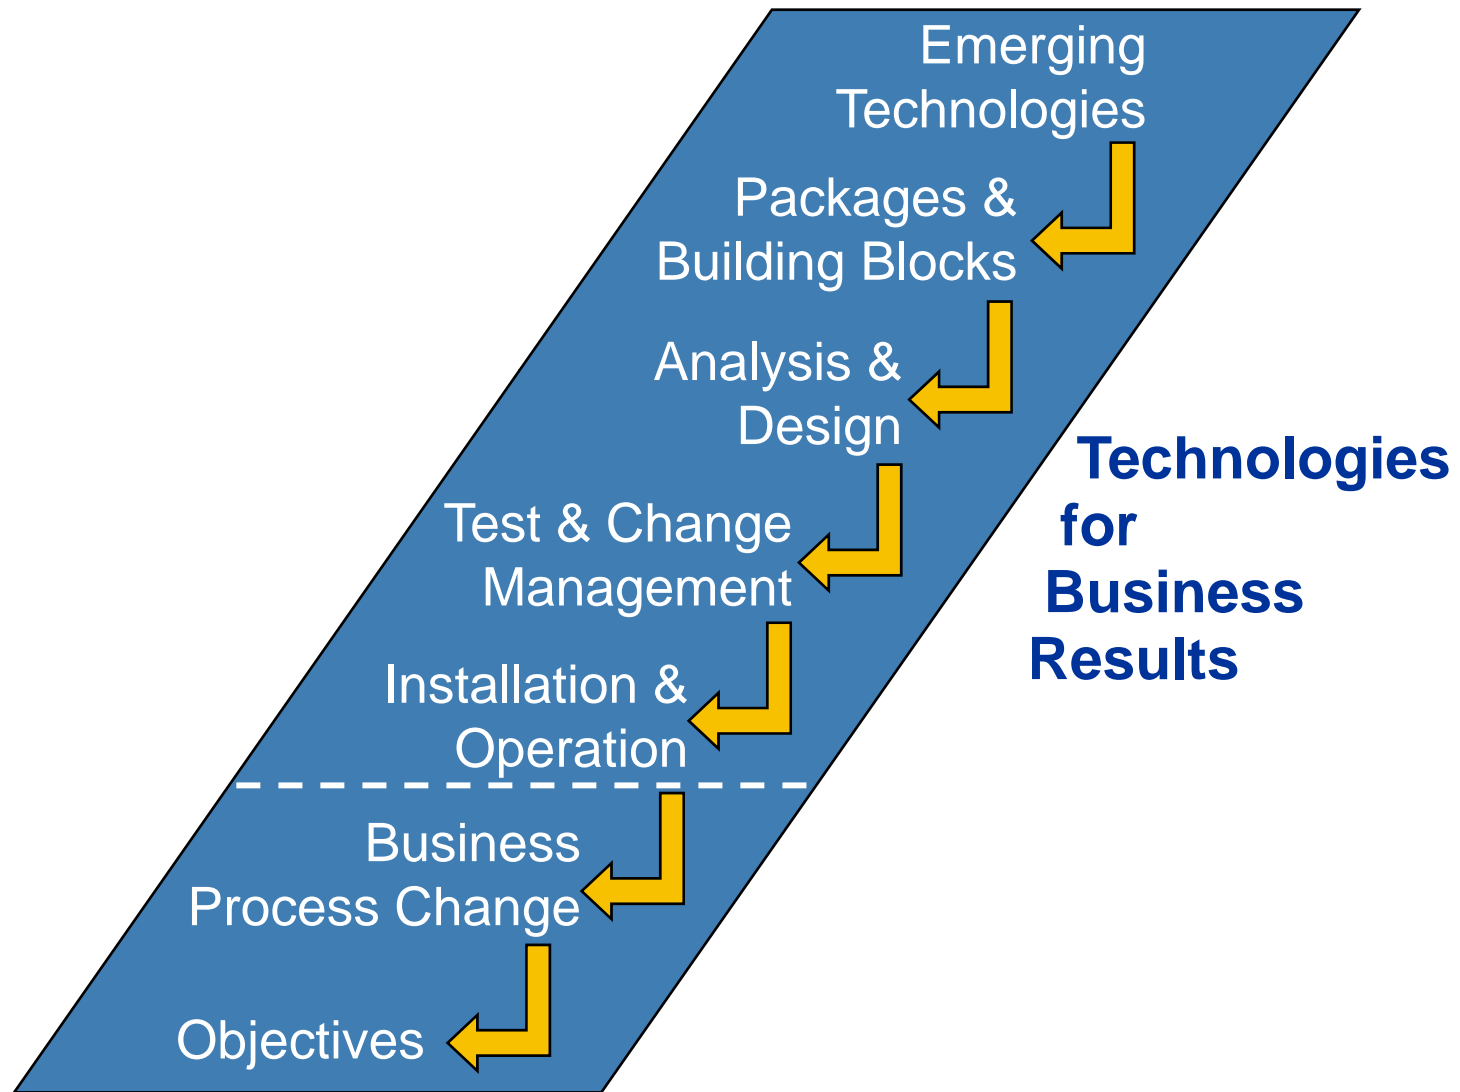 Emerging
Technologies
Packages &
Building Blocks
Analysis &
Design
Test & Change
Management
Installation &
Operation
Business
Process Change
Objectives
Technologies
for
Business
Results